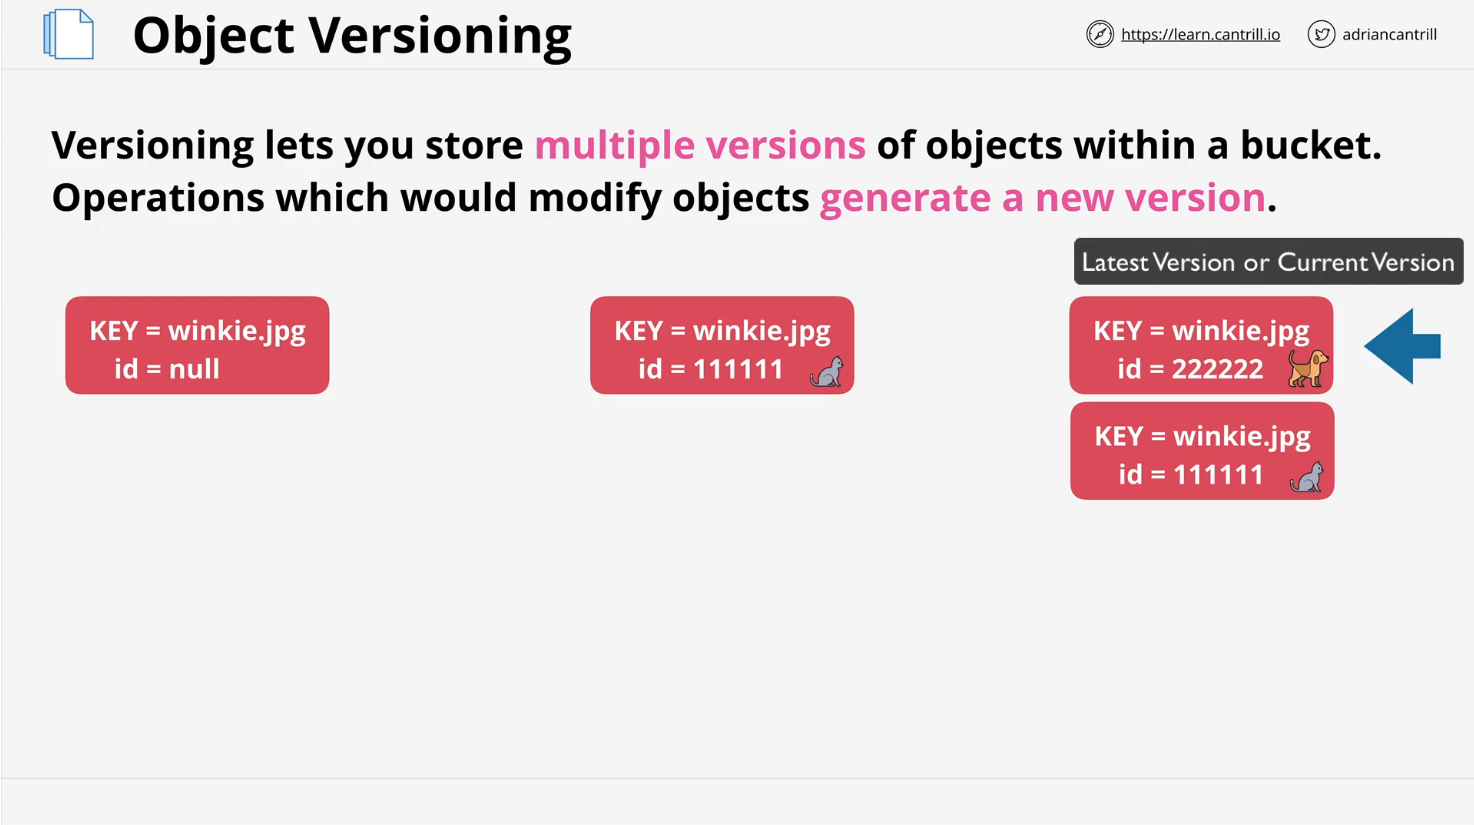 Object Versioning
https://learn.cantrill.io
adriancantrill
Versioning lets you store multiple versions of objects within a bucket.
Operations which would modify objects generate a new version.
Latest Version or Current Version
KEY = winkie.jpg
id = null
KEY = winkie.jpg
id = 111111
KEY = winkie.jpg
id = 222222
KEY = winkie.jpg
id = 111111